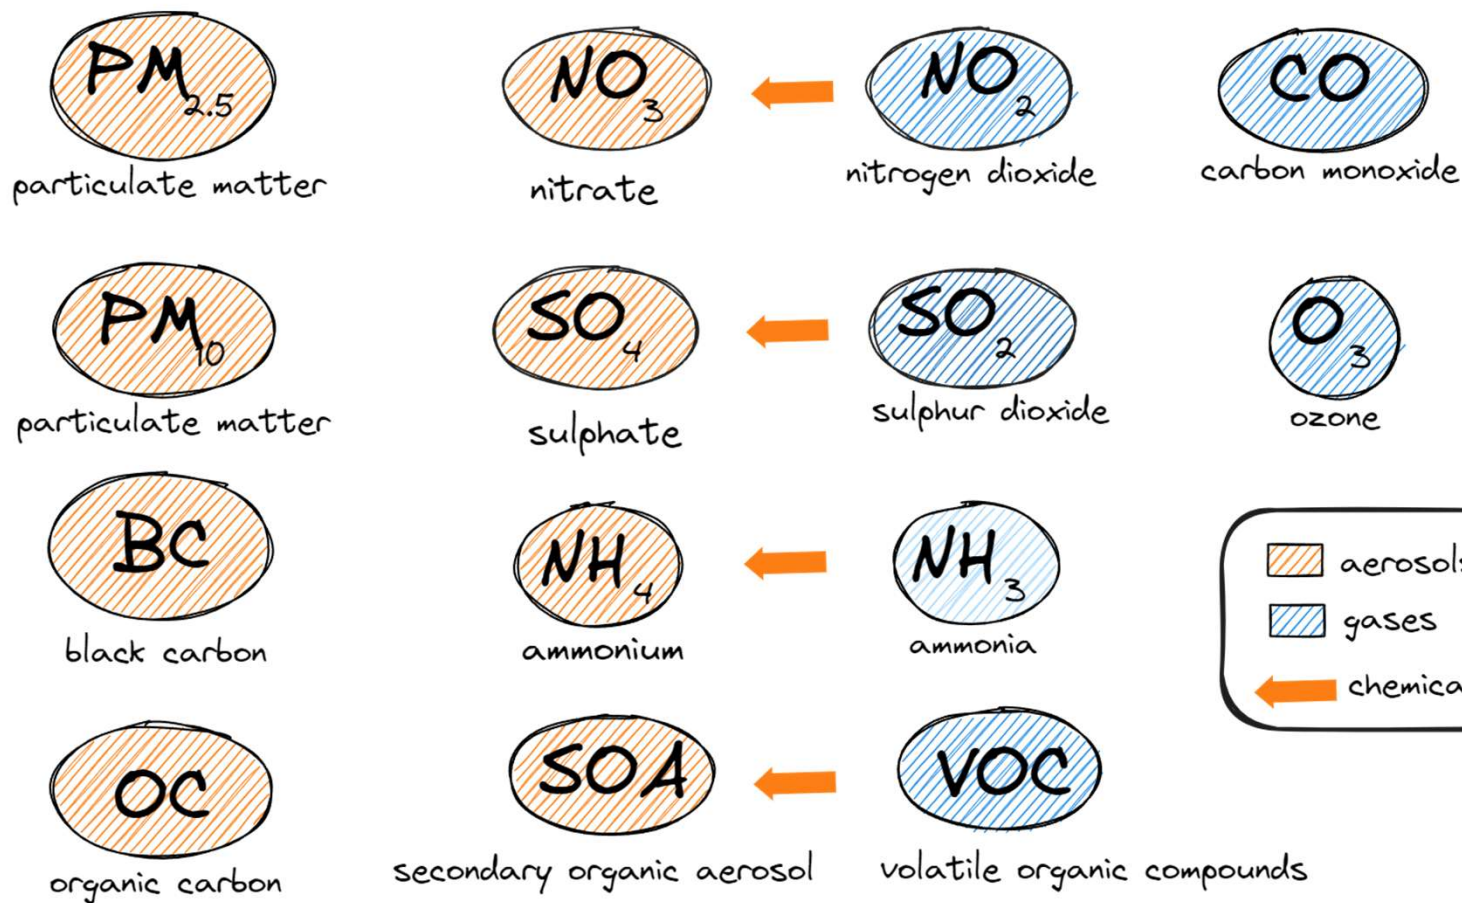 PM2.5
particulate matter
NO3
nitrate
NO2
nitrogen dioxide
CO
carbon monoxide
PM10
particulate matter
SO4
sulphate
SO2
sulphur dioxide
O3
ozone
BC
black carbon
NH4
ammonium
NH3
ammonia
aerosols
gases
chemica
OC
organic carbon
SOA
secondary organic aerosol
VOC
volatile organic compounds